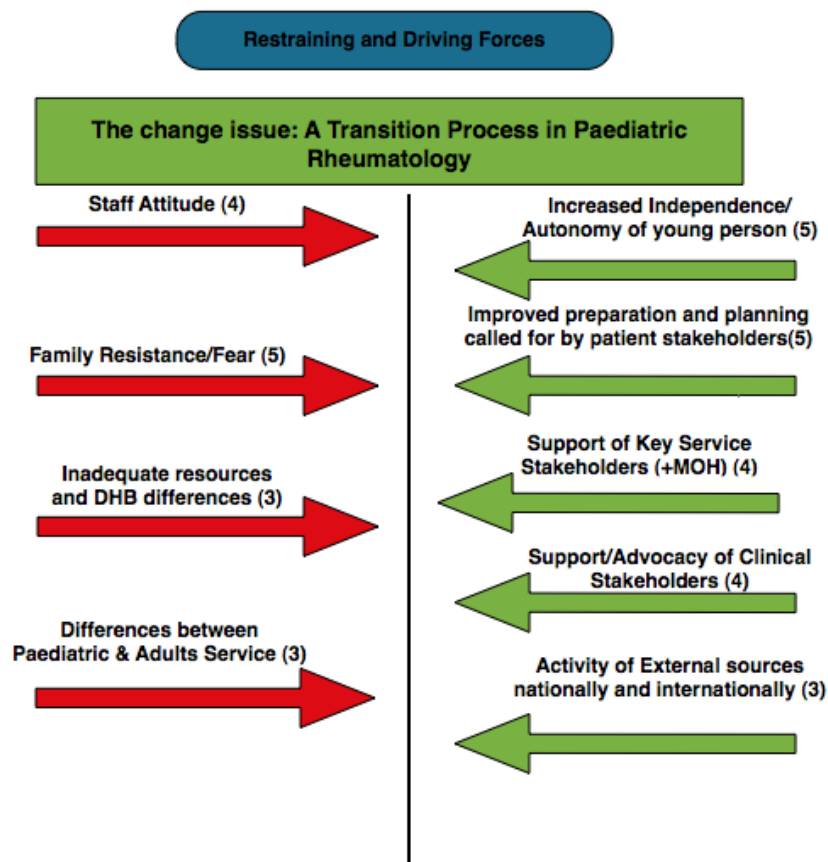 Restraining and Driving Forces
The change issue: A Transition Process in Paediatric
Rheumatology
Staff Attitude (4)
Family Resistance/Fear (5)
Inadequate resources
and DHB differences (3)
Differences between
Paediatric & Adults Service (3)
Increased Independence/
Autonomy of young person (5)
Improved preparation and planning
called for by patient stakeholders(5)
Support of Key Service
Stakeholders (+MOH) (4)
Support/Advocacy of Clinical
Stakeholders (4)
Activity of External sources
nationally and internationally (3)